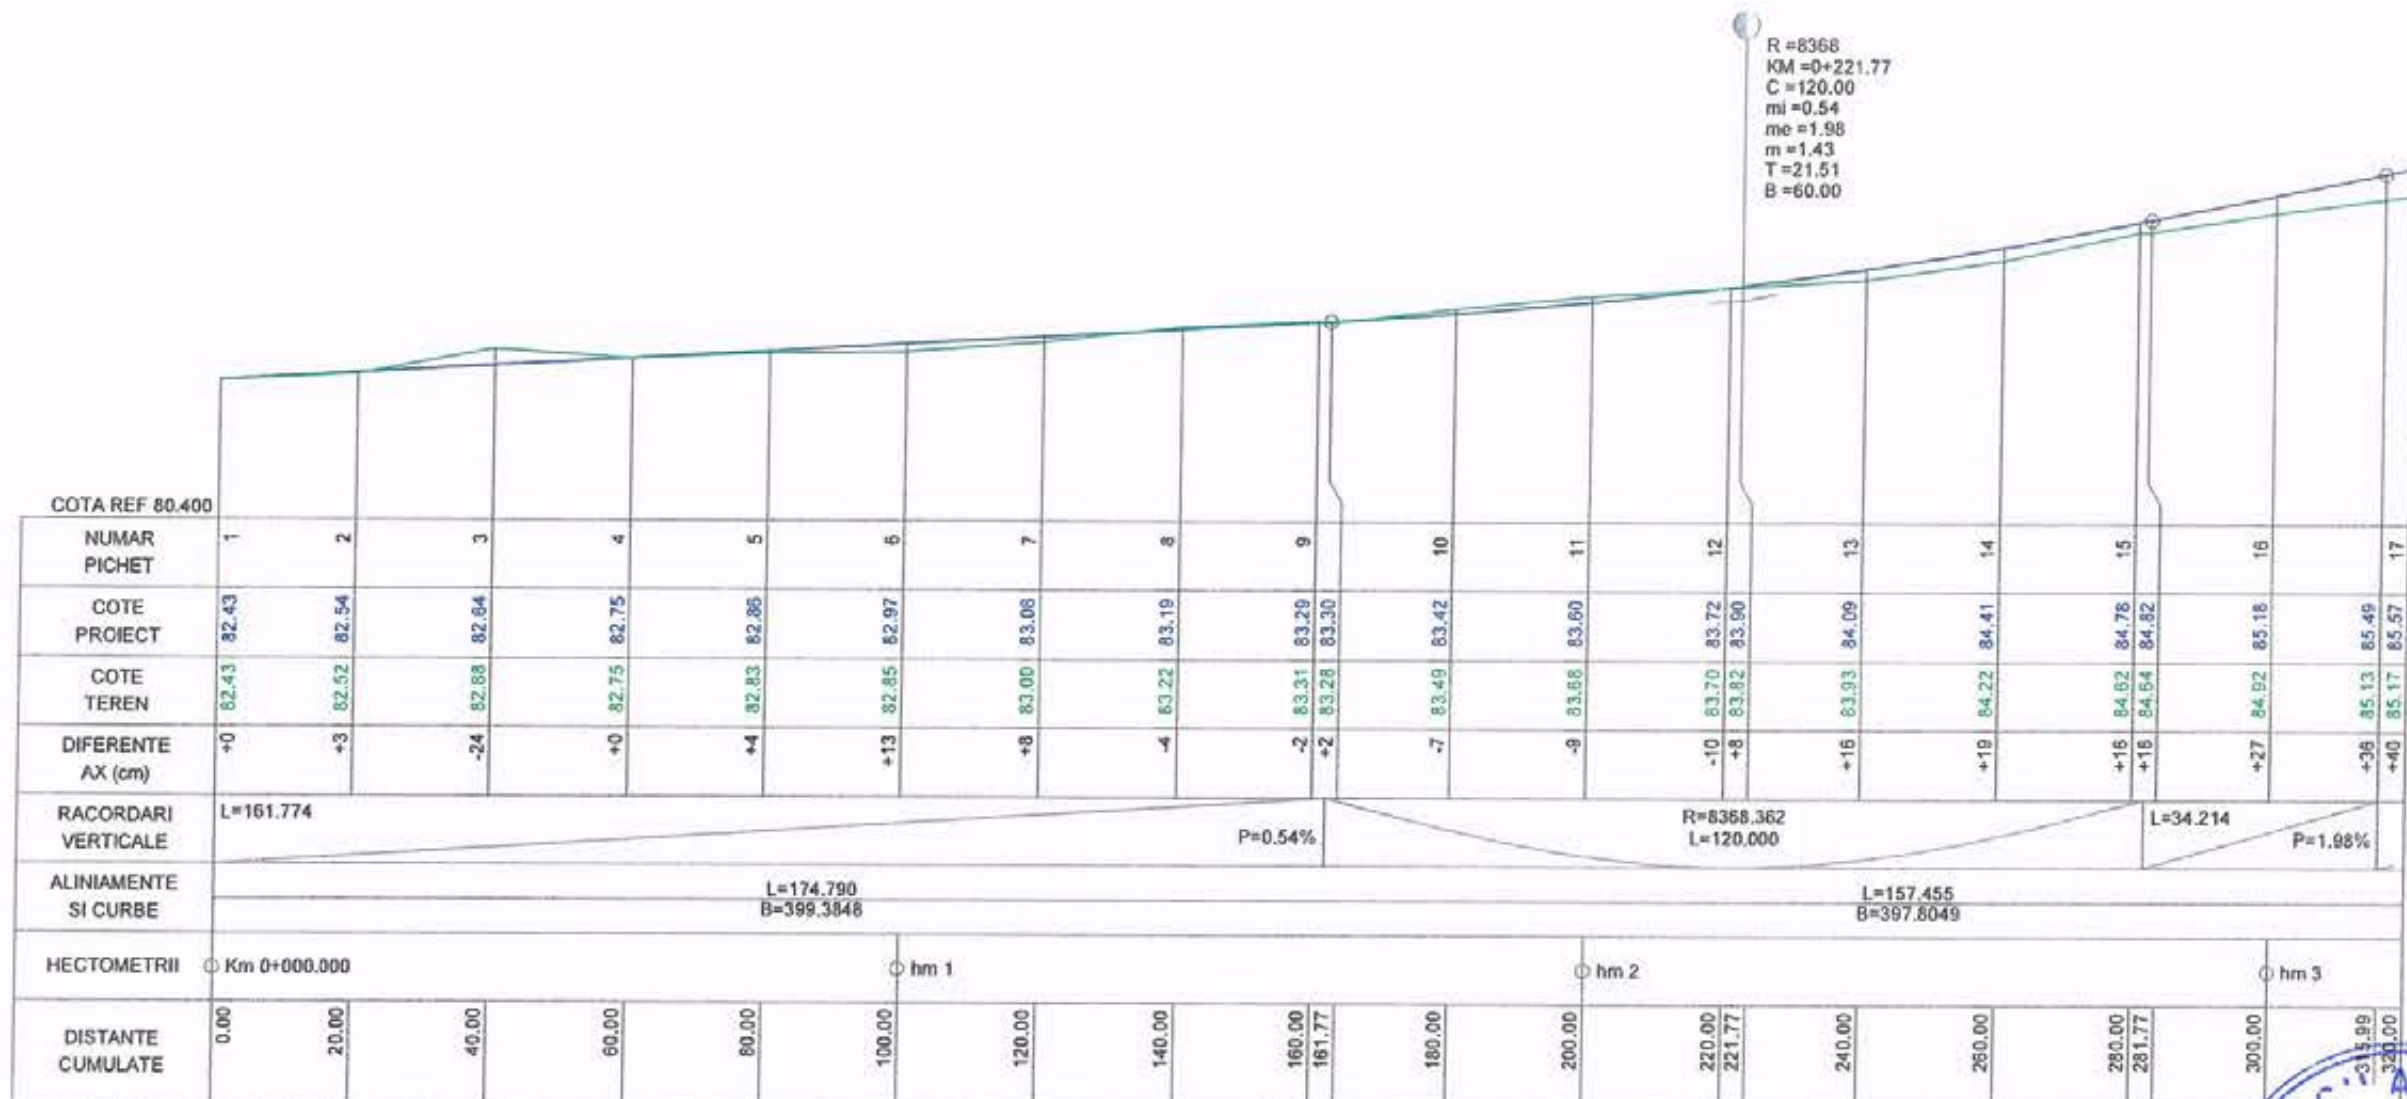 R =8368
KM =0+221.77
C =120.00
mi =0.54
me =1.98
m =1.43
T =21.51
B =60.00
COTA REF 80.400
NUMAR
PICHET
1 2 3 4 5 6 7 8 9 10 11 12 13 14 15 16 17
COTE
PROIECT
82.43 82.54 82.64 82.75 82.86 82.97 83.08 83.19 83.29 83.30 83.42 83.60 83.72 83.90 84.09 84.41 84.78 84.82 85.18 85.49 85.57
COTE
TEREN
82.43 82.52 82.88 82.75 82.83 82.85 83.00 83.22 83.31 83.28 83.49 83.68 83.70 83.82 83.93 84.22 84.62 84.64 84.92 85.13 85.17
DIFERENTE
AX (cm)
+0 +3 -24 +0 +4 +13 +8 -4 -2 +2 -7 -9 -10 +8 +16 +19 +16 +18 +27 +36 +40
RACORDARI
VERTICALE
L=161.774
P=0.54%
R=8368.362
L=120.000
L=34.214
P=1.98%
ALINIAMENTE
SI CURBE
L=174.790
B=399.3848
L=157.455
B=397.8049
HECTOMETRII
Km 0+000.000
hm 1
hm 2
hm 3
DISTANTE
CUMULATE
0.00 20.00 40.00 60.00 80.00 100.00 120.00 140.00 160.00 161.77 180.00 200.00 220.00 221.77 240.00 260.00 280.00 281.77 300.00 315.99 320.00